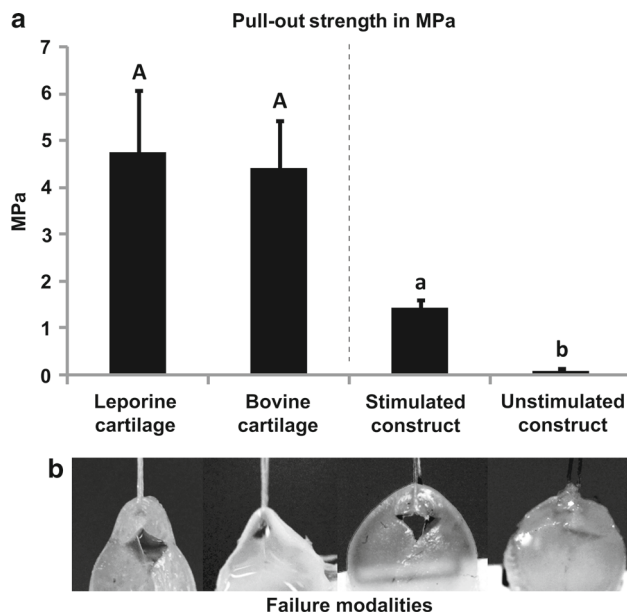 a
Pull-out strength in MPa
7
6
5
4
3
2
1
0
MPa
A
A
a
b
Leporine cartilage
Bovine cartilage
Stimulated construct
Unstimulated construct
b
Failure modalities